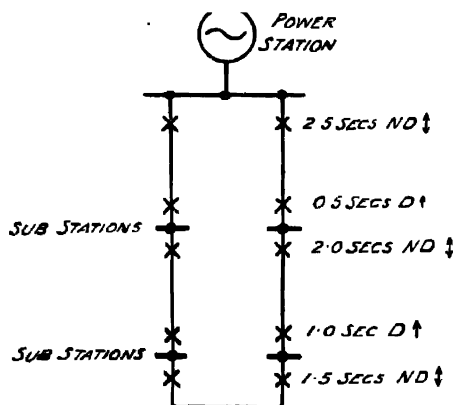 POWER
STATION
2.5 SECS ND ↕
0.5 SECS D ↑
SUB STATIONS
2.0 SECS ND ↕
1.0 SEC D ↑
SUB STATIONS
1.5 SECS ND ↕